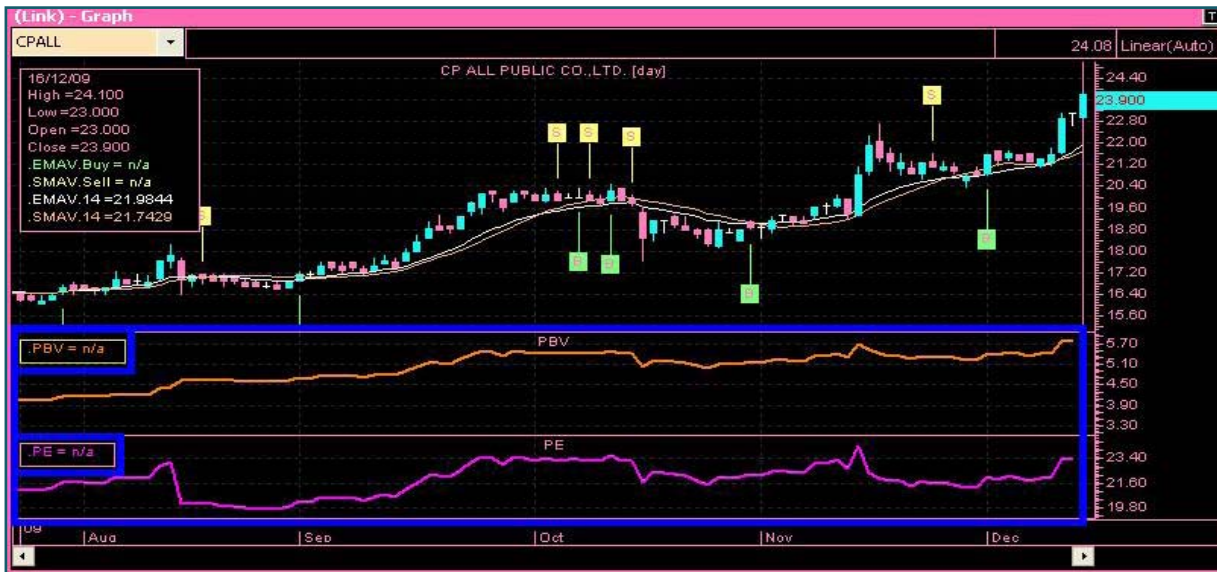 (Link) - Graph
CPALL
24.08 Linear(Auto)
CP ALL PUBLIC CO.,LTD. [day]
16/12/09
High =24.100
Low =23.000
Open =23.000
Close =23.900
.EMAV.Buy = n/a
.SMAV.Sell = n/a
.EMAV.14 =21.9844
.SMAV.14 =21.7429
S
S
S
S
S
B
B
B
B
24.40
23.900
22.80
22.00
21.20
20.40
19.60
18.80
18.00
17.20
16.40
15.60
.PBV = n/a
PBV
5.70
5.10
4.50
3.90
3.30
.PE = n/a
PE
23.40
21.60
19.80
09
Aug
Sep
Oct
Nov
Dec